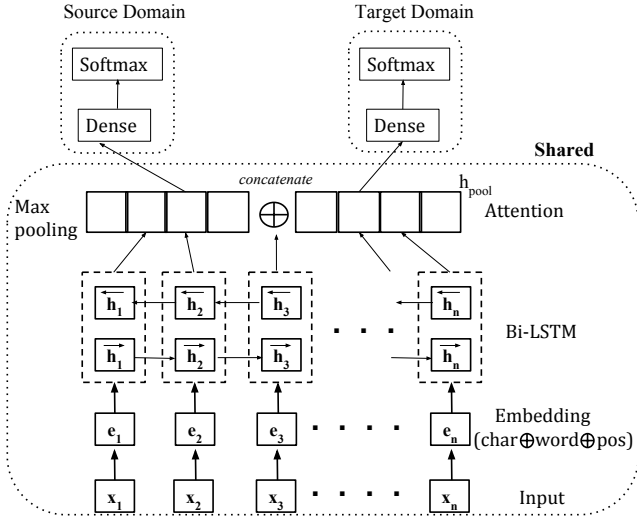 Source Domain Target Domain
Softmax Softmax
Dense Dense
Shared
concatenate
h_pool
Max pooling
⊕
Attention
h_1 h_2 h_3 h_n
. . .
Bi-LSTM
h_1 h_2 h_3 h_n
e_1 e_2 e_3 . . . . e_n
Embedding
(char⊕word⊕pos)
x_1 x_2 x_3 . . . . x_n
Input